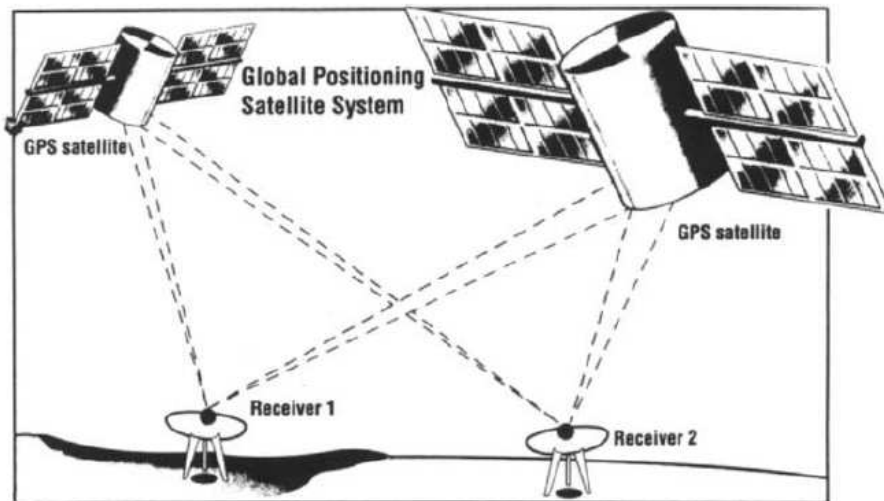 Global Positioning
Satellite System
GPS satellite
GPS satellite
Receiver 1
Receiver 2